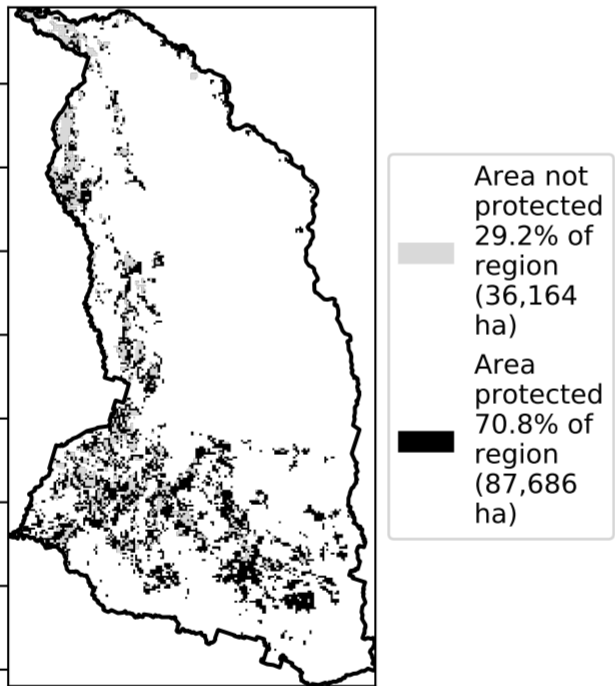 Area not
protected
29.2% of
region
(36,164
ha)
Area
protected
70.8% of
region
(87,686
ha)